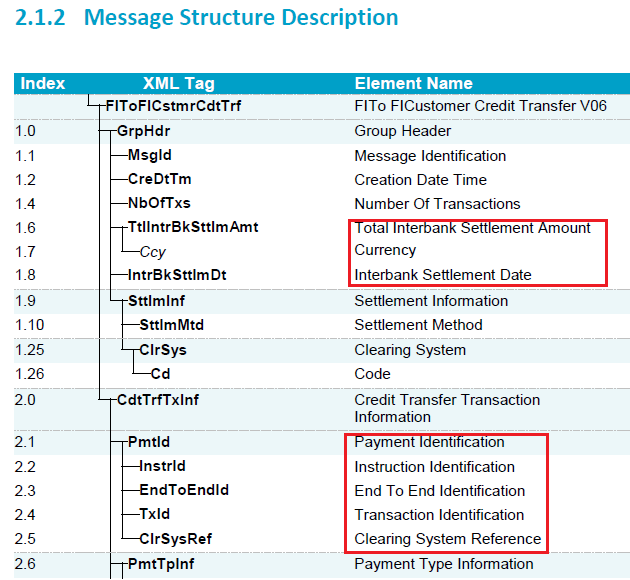 2.1.2 Message Structure Description
Index XML Tag Element Name
FIToFICstmrCdtTrf FITo FICustomer Credit Transfer V06
1.0 GrpHdr Group Header
1.1 MsgId Message Identification
1.2 CreDtTm Creation Date Time
1.4 NbOfTxs Number Of Transactions
1.6 TtlIntrBkSttlmAmt Total Interbank Settlement Amount
1.7 Ccy Currency
1.8 IntrBkSttlmDt Interbank Settlement Date
1.9 SttlmInf Settlement Information
1.10 SttlmMtd Settlement Method
1.25 ClrSys Clearing System
1.26 Cd Code
2.0 CdtTrfTxInf Credit Transfer Transaction
Information
2.1 PmtId Payment Identification
2.2 InstrId Instruction Identification
2.3 EndToEndId End To End Identification
2.4 TxId Transaction Identification
2.5 ClrSysRef Clearing System Reference
2.6 PmtTpInf Payment Type Information